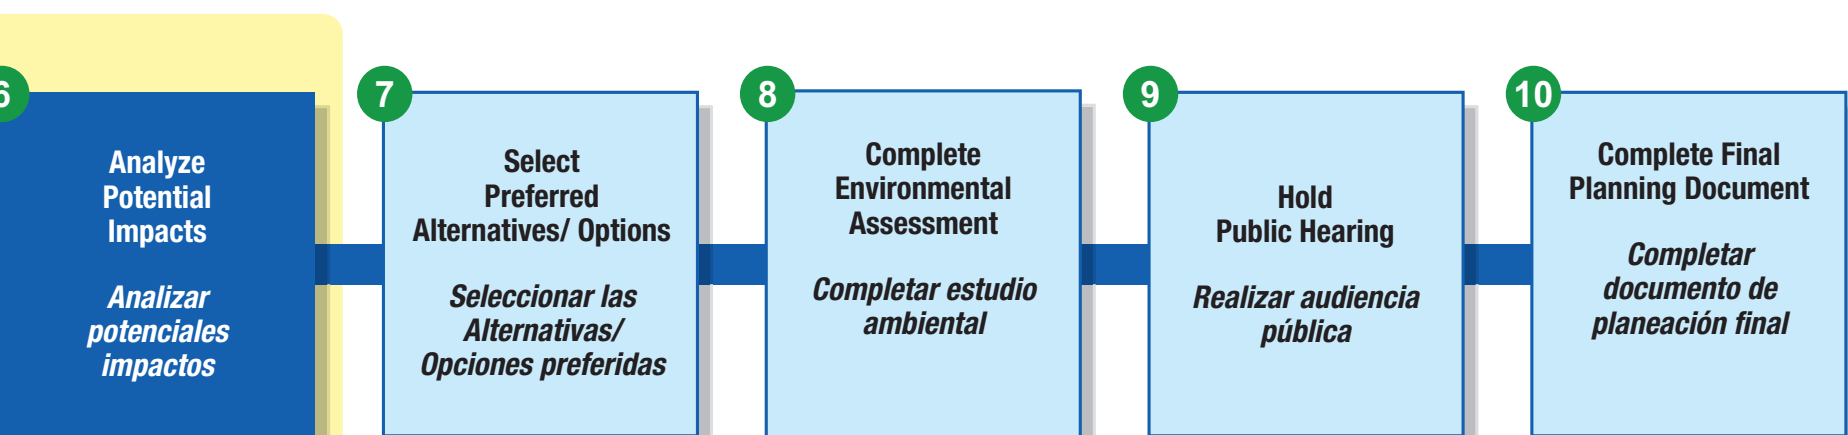 6
Analyze
Potential
Impacts
Analizar
potenciales
impactos
7
Select
Preferred
Alternatives/ Options
Seleccionar las
Alternativas/
Opciones preferidas
8
Complete
Environmental
Assessment
Completar estudio
ambiental
9
Hold
Public Hearing
Realizar audiencia
pública
10
Complete Final
Planning Document
Completar
documento de
planeación final